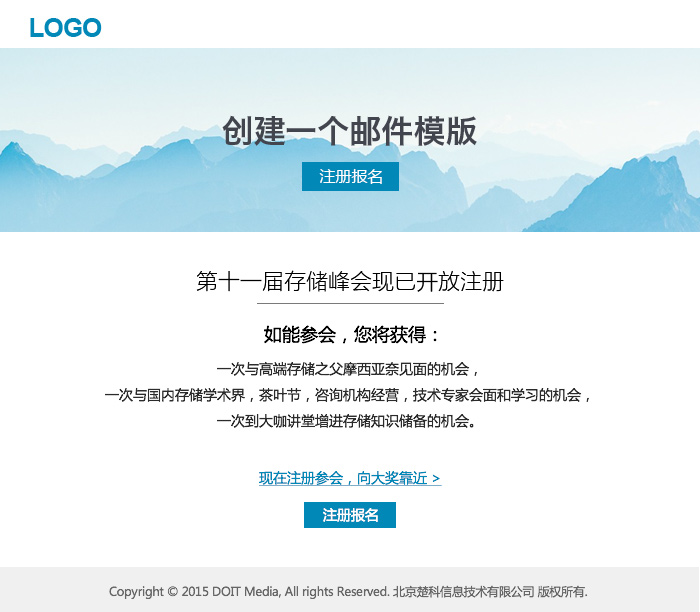 LOGO
创建一个邮件模版
注册报名
第十一届存储峰会现已开放注册
如能参会，您将获得：
一次与高端存储之父摩西亚奈见面的机会，
一次与国内存储学术界，茶叶节，咨询机构经营，技术专家会面和学习的机会，
一次到大咖讲堂增进存储知识储备的机会。
现在注册参会，向大奖靠近 >
注册报名
Copyright © 2015 DOIT Media, All rights Reserved. 北京楚科信息技术有限公司 版权所有.